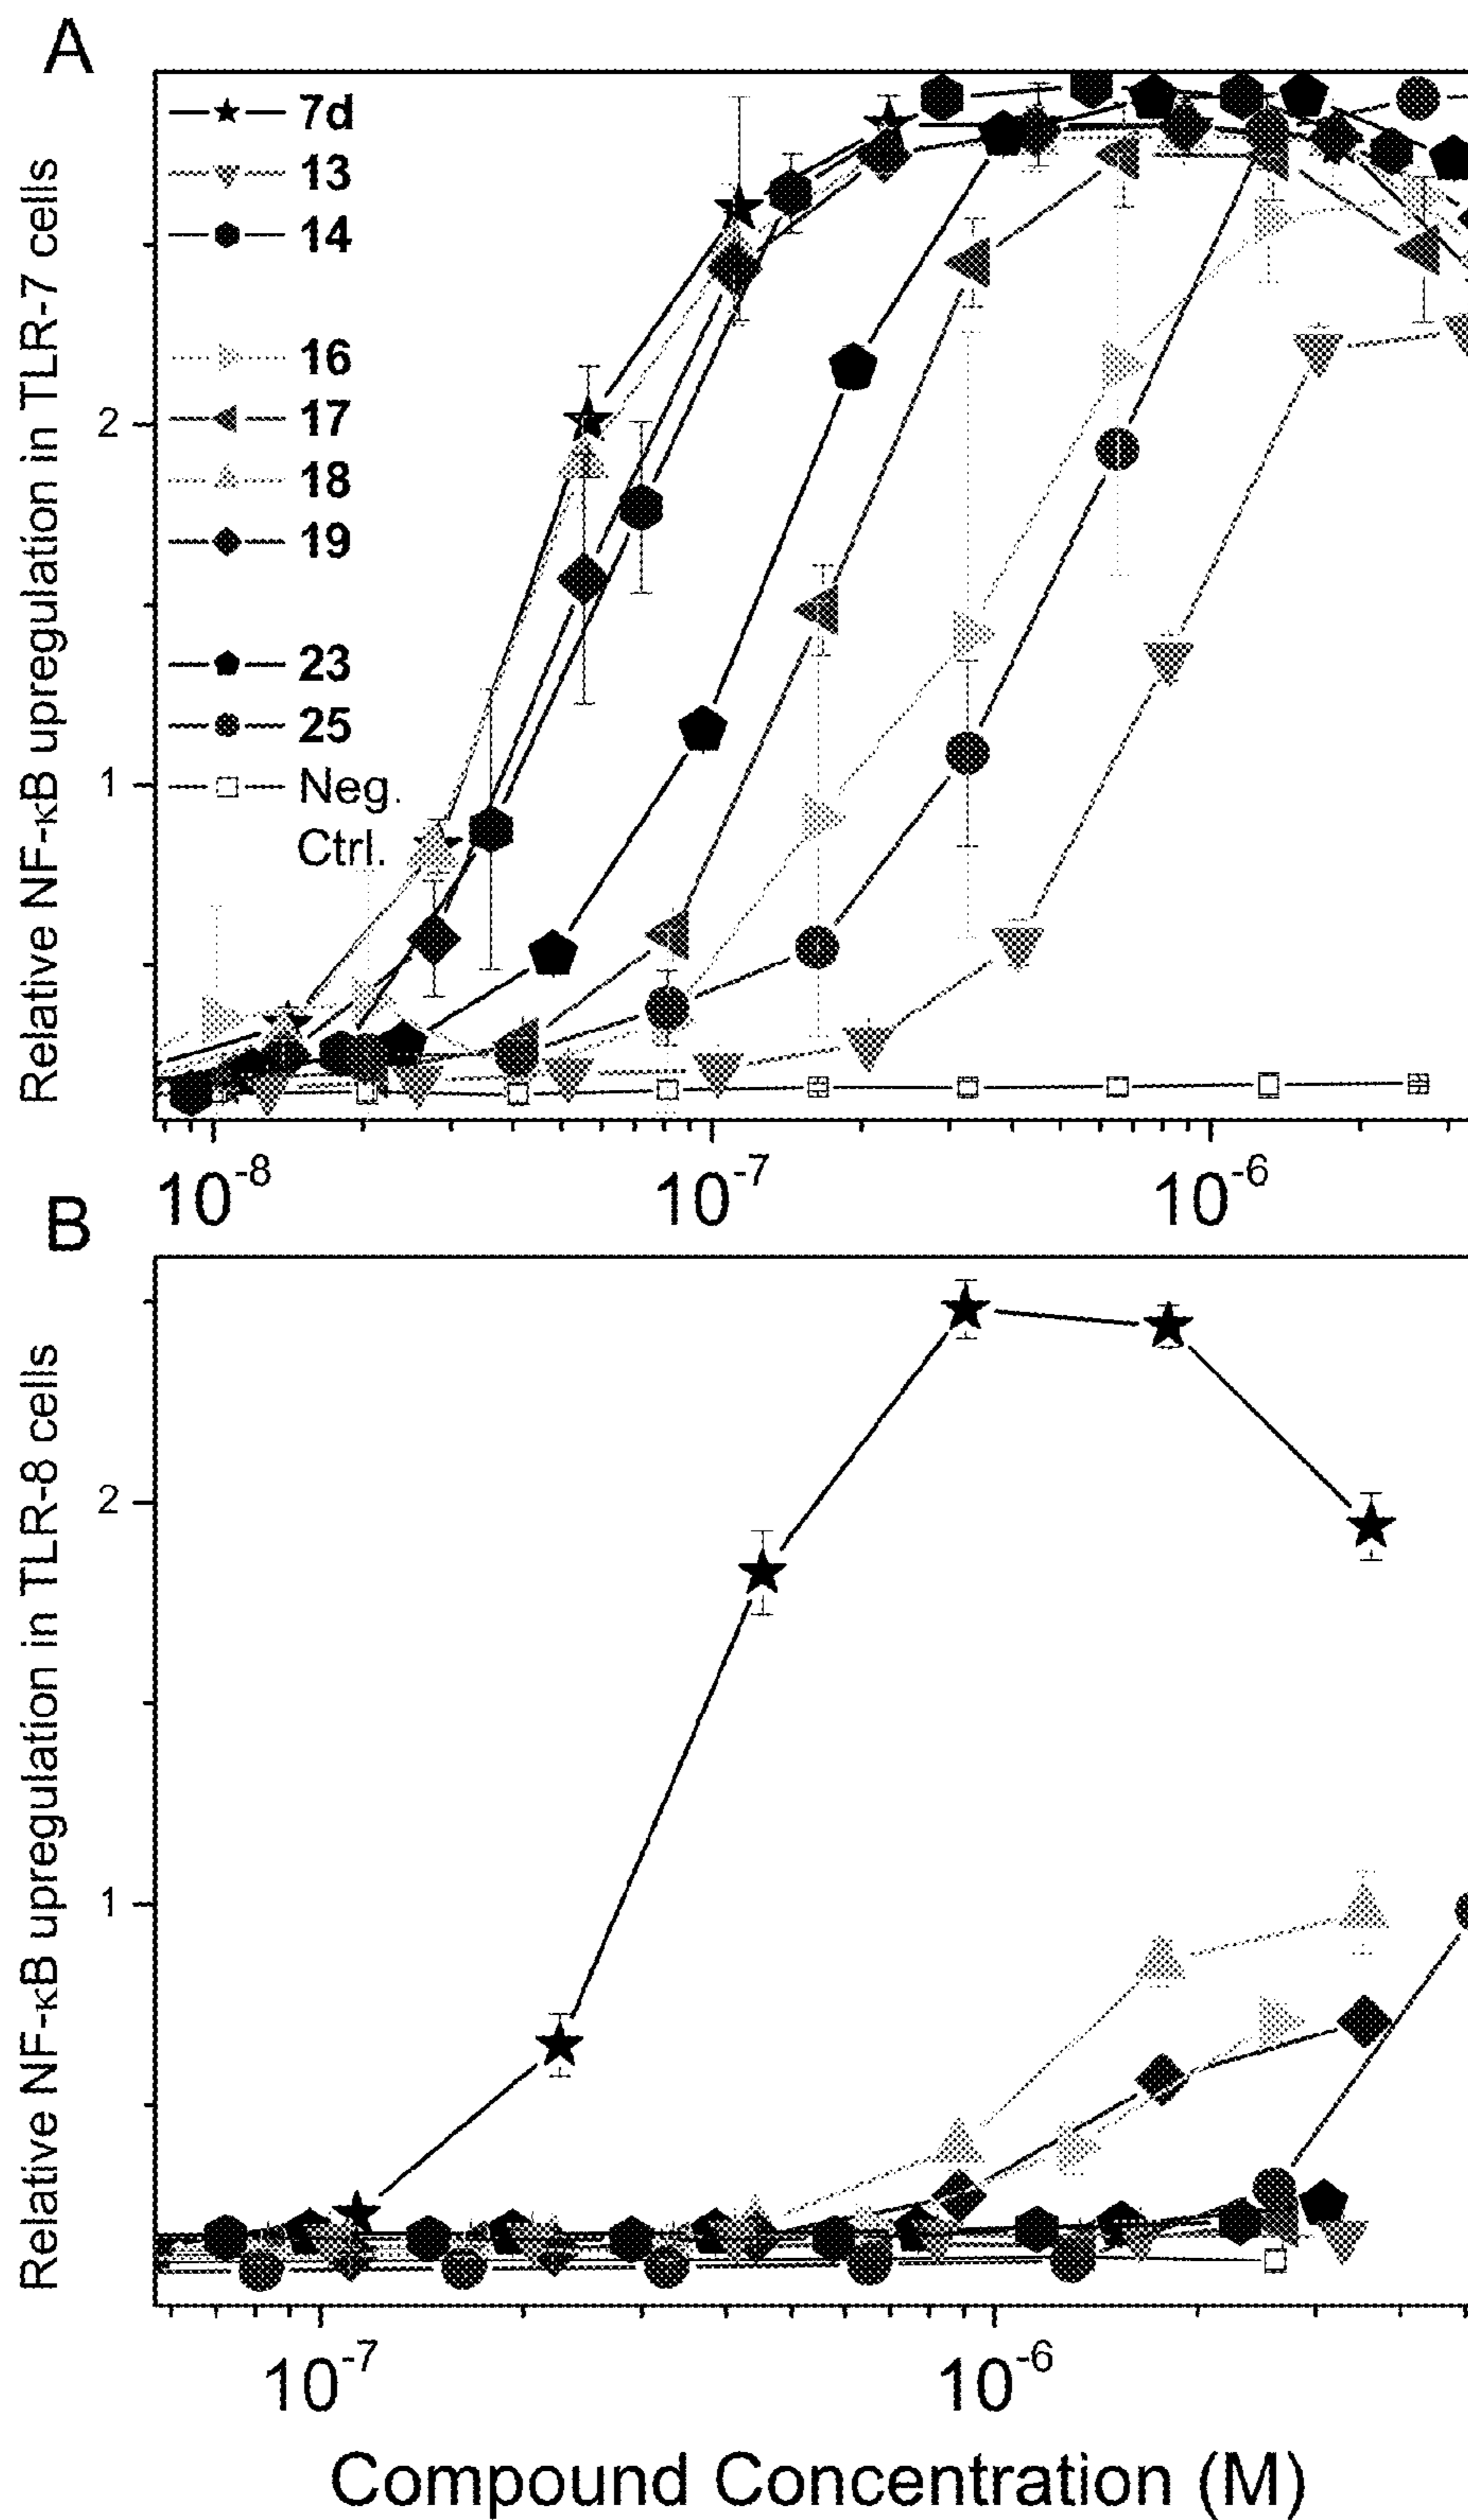 A
Relative NF-κB upregulation in TLR-7 cells
7d
13
14
16
17
18
19
23
25
Neg.
Ctrl.
2
1
10-8 10-7 10-6
B
Relative NF-κB upregulation in TLR-8 cells
2
1
10-7 10-6
Compound Concentration (M)